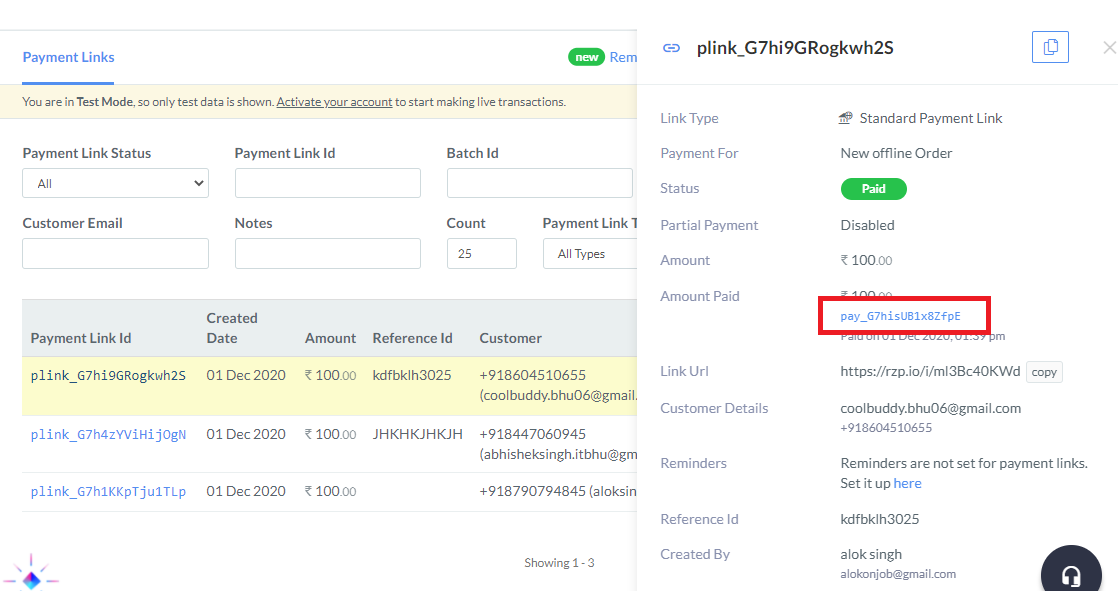 Payment Links
new Rem
You are in Test Mode, so only test data is shown. Activate your account to start making live transactions.
Payment Link Status Payment Link Id Batch Id
All
Customer Email Notes Count Payment Link T
25 All Types
Payment Link Id Created Date Amount Reference Id Customer
plink_G7hi9GRogkwh2S 01 Dec 2020 ₹ 100.00 kdfbklh3025 +918604510655
(coolbuddy.bhu06@gmail.
plink_G7h4zYViHijOgN 01 Dec 2020 ₹ 100.00 JHKHKJHKJH +918447060945
(abhisheksingh.itbhu@gm
plink_G7h1KKpTju1TLp 01 Dec 2020 ₹ 100.00 +918790794845 (aloksin
Showing 1 - 3
plink_G7hi9GRogkwh2S
Link Type Standard Payment Link
Payment For New offline Order
Status Paid
Partial Payment Disabled
Amount ₹ 100.00
Amount Paid ₹ 100.00
pay_G7hisUB1x8ZfpE
Paid on 01 Dec 2020, 01:39 pm
Link Url https://rzp.io/i/ml3Bc40KWd copy
Customer Details coolbuddy.bhu06@gmail.com
+918604510655
Reminders Reminders are not set for payment links.
Set it up here
Reference Id kdfbklh3025
Created By alok singh
alokonjob@gmail.com